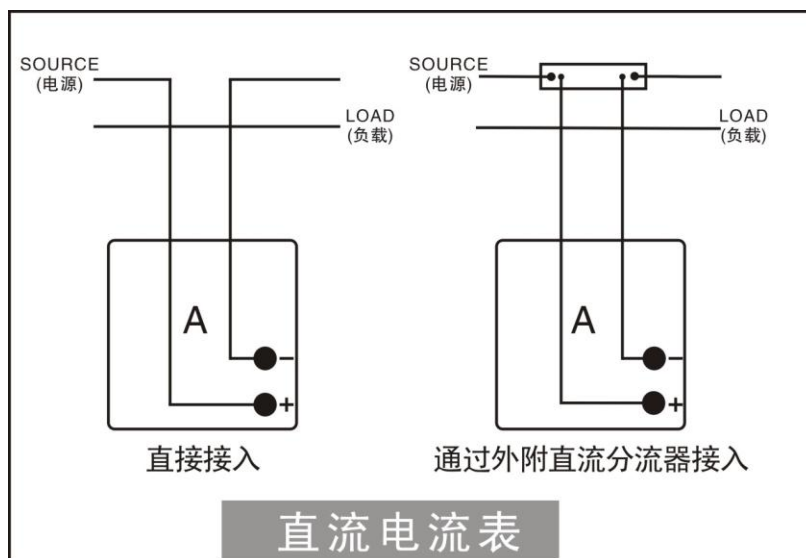 SOURCE
(电源)
LOAD
(负载)
A
−
+
直接接入
SOURCE
(电源)
LOAD
(负载)
A
−
+
通过外附直流分流器接入
直流电流表